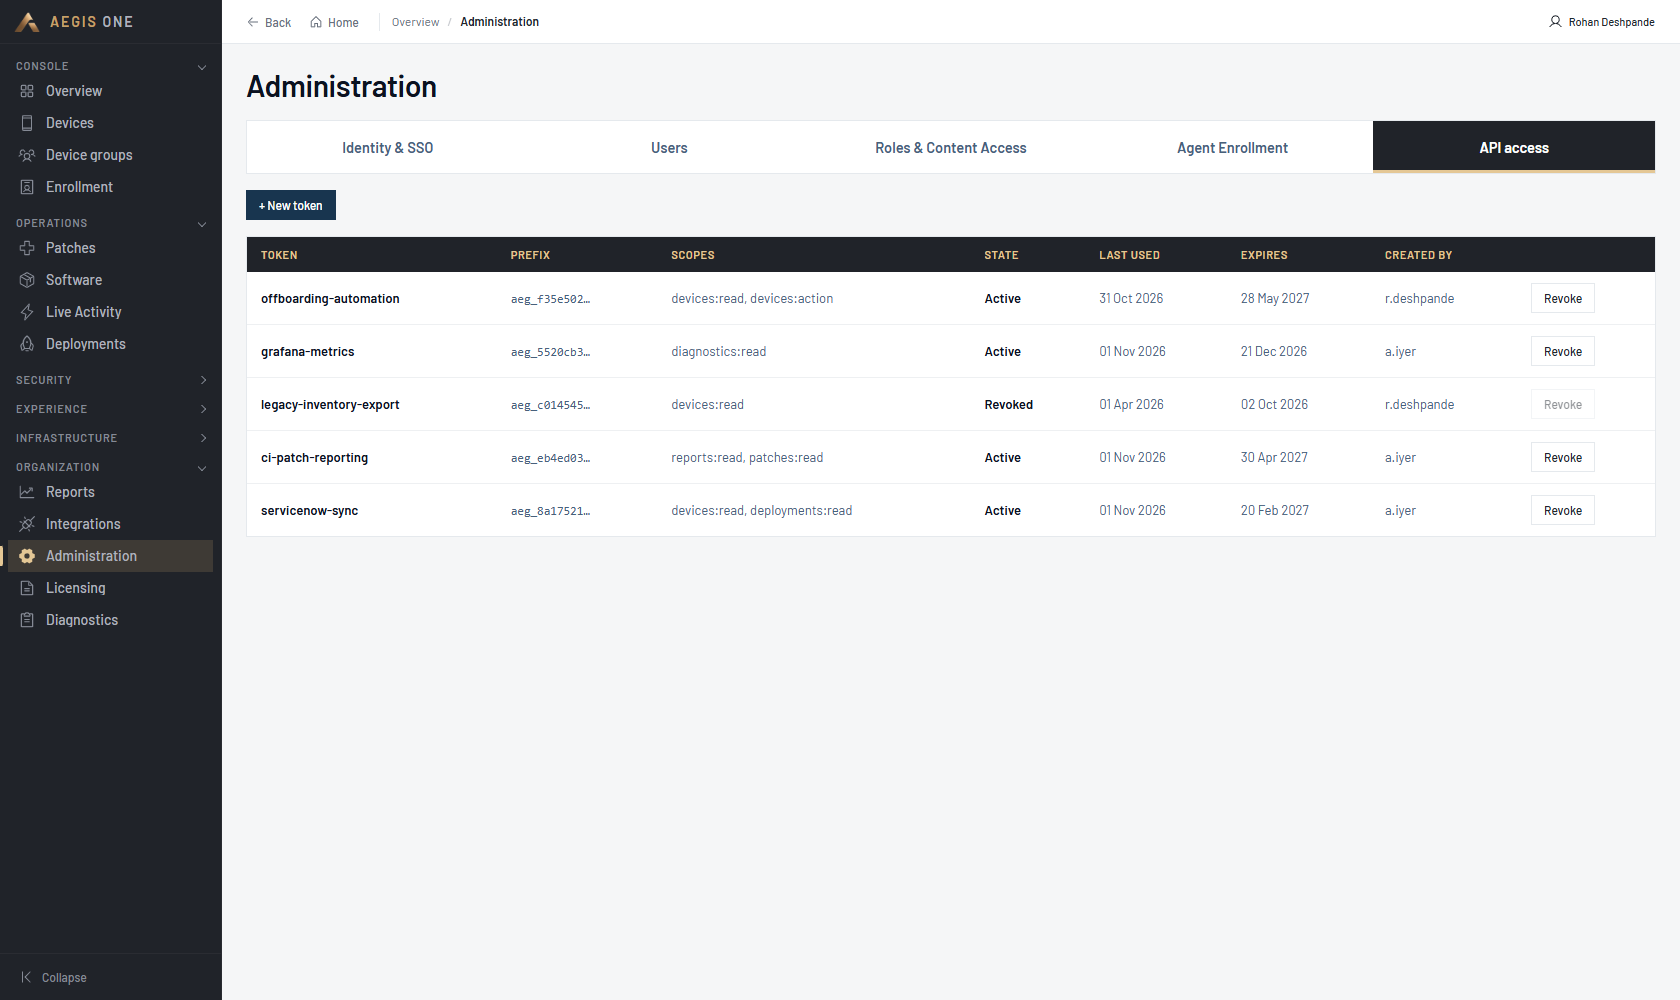 AEGIS ONE
Back
Home
Overview / Administration
Rohan Deshpande
CONSOLE
Overview
Devices
Device groups
Enrollment
OPERATIONS
Patches
Software
Live Activity
Deployments
SECURITY
EXPERIENCE
INFRASTRUCTURE
ORGANIZATION
Reports
Integrations
Administration
Licensing
Diagnostics
Collapse
Administration
Identity & SSO Users Roles & Content Access Agent Enrollment API access
+ New token
TOKEN PREFIX SCOPES STATE LAST USED EXPIRES CREATED BY
offboarding-automation aeg_f35e502… devices:read, devices:action Active 31 Oct 2026 28 May 2027 r.deshpande Revoke
grafana-metrics aeg_5520cb3… diagnostics:read Active 01 Nov 2026 21 Dec 2026 a.iyer Revoke
legacy-inventory-export aeg_c014545… devices:read Revoked 01 Apr 2026 02 Oct 2026 r.deshpande Revoke
ci-patch-reporting aeg_eb4ed03… reports:read, patches:read Active 01 Nov 2026 30 Apr 2027 a.iyer Revoke
servicenow-sync aeg_8a17521… devices:read, deployments:read Active 01 Nov 2026 20 Feb 2027 a.iyer Revoke